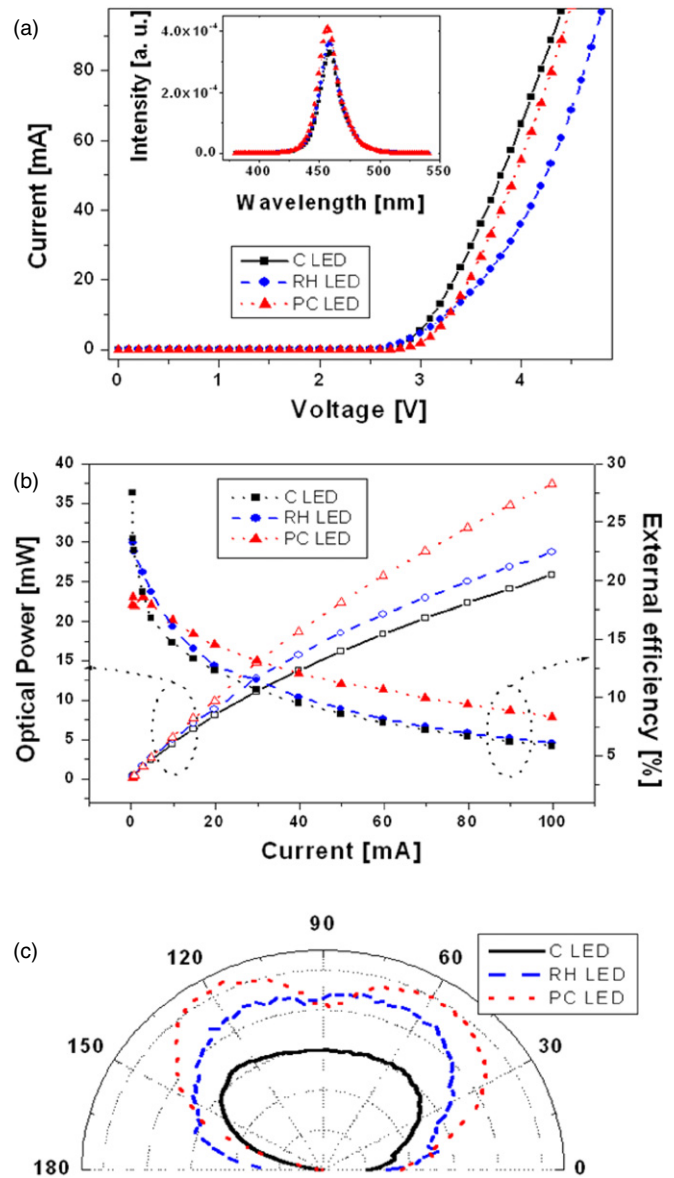 (a)
Current [mA]
80
60
40
20
0
0
1
2
3
4
Voltage [V]
Intensity [a. u.]
4.0x10⁻⁴
2.0x10⁻⁴
0.0
400
450
500
550
Wavelength [nm]
C LED
RH LED
PC LED
(b)
Optical Power [mW]
40
35
30
25
20
15
10
5
0
0
20
40
60
80
100
Current [mA]
30
25
20
15
10
5
External efficiency [%]
C LED
RH LED
PC LED
(c)
180
150
120
90
60
30
0
C LED
RH LED
PC LED